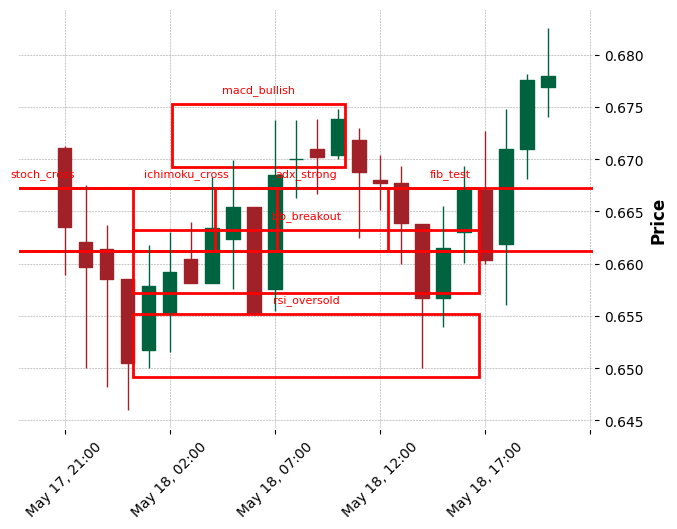 macd_bullish
stoch_cross
ichimoku_cross
adx_strong
fib_test
rsi_oversold
0.680
0.675
0.670
0.665
0.660
0.655
0.650
0.645
Price
May 17, 21:00
May 18, 02:00
May 18, 07:00
May 18, 12:00
May 18, 17:00